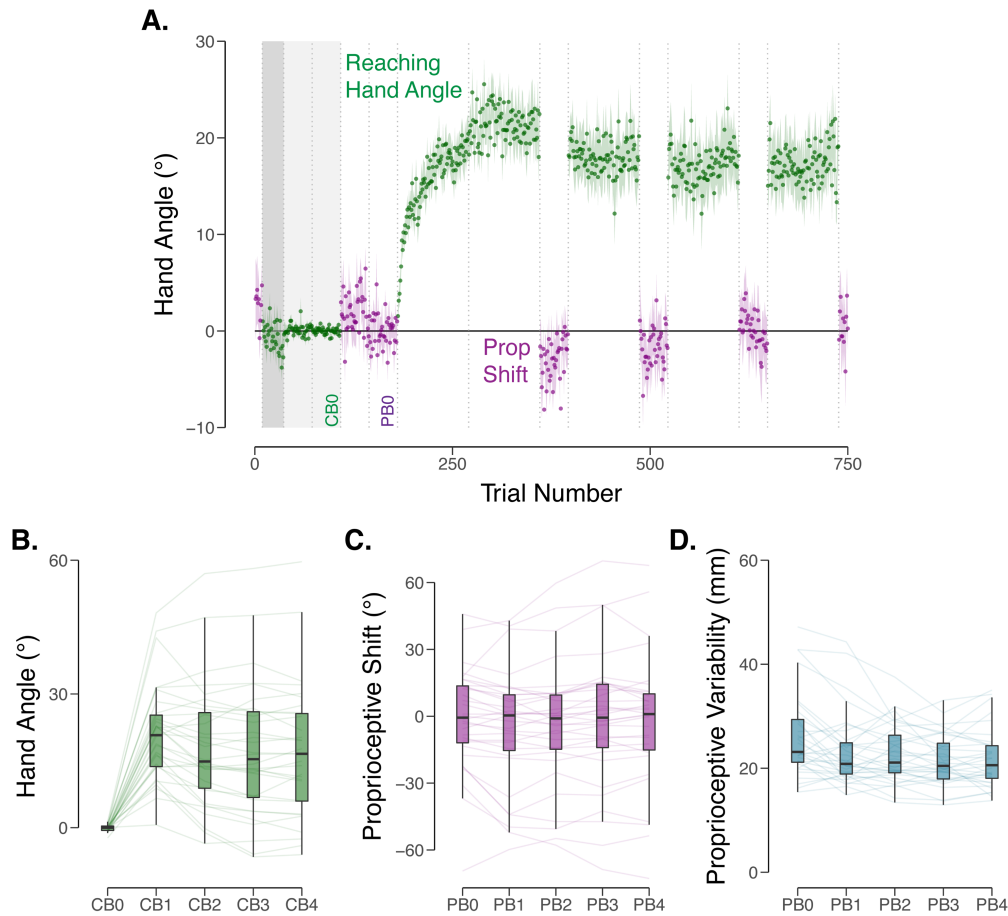 A.
Hand Angle (°)
30
20
10
0
−10
Reaching
Hand Angle
Prop
Shift
CB0
PB0
0
250
500
750
Trial Number
B.
Hand Angle (°)
60
30
0
CB0
CB1
CB2
CB3
CB4
C.
Proprioceptive Shift (°)
60
30
0
−30
−60
PB0
PB1
PB2
PB3
PB4
D.
Proprioceptive Variability (mm)
60
40
20
0
PB0
PB1
PB2
PB3
PB4